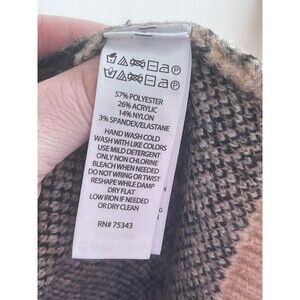 57% POLYESTER
26% ACRYLIC
14% NYLON
3% SPANDEX/ELASTANE
HAND WASH COLD
WASH WITH LIKE COLORS
USE MILD DETERGENT
ONLY NON CHLORINE
BLEACH WHEN NEEDED
DO NOT WRING OR TWIST
RESHAPE WHILE DAMP
DRY FLAT
LOW IRON IF NEEDED
OR DRY CLEAN
RN# 75343